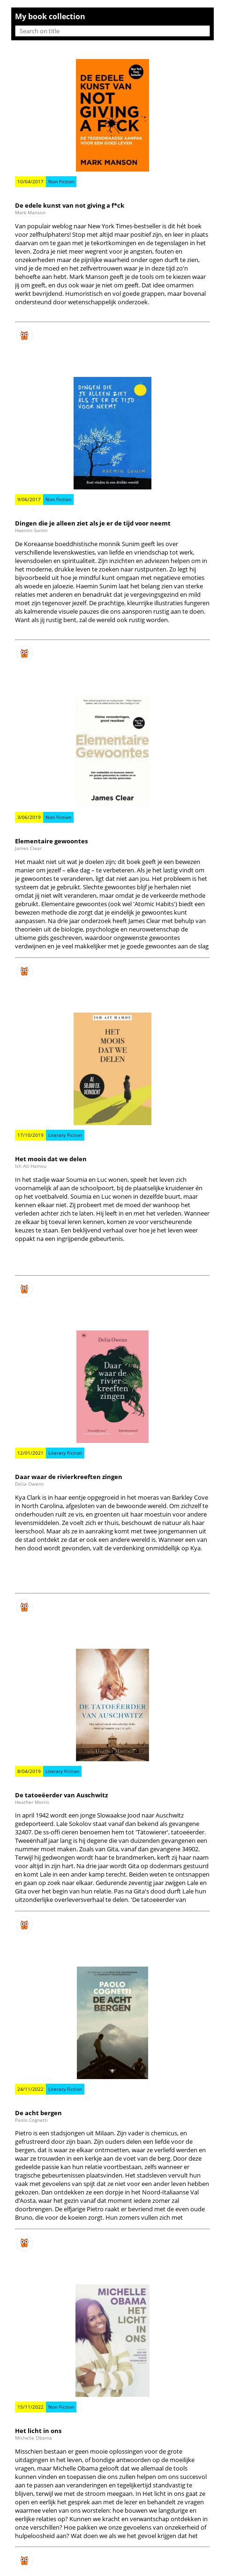 My book collection
Search on title
DE EDELE
KUNST VAN
NOT
GIVING
A F*CK
DE TEGENDRAADSE AANPAK
VOOR EEN GOED LEVEN
MARK MANSON
10/04/2017 Non Fiction
De edele kunst van not giving a f*ck
Mark Manson
Van populair weblog naar New York Times-bestseller is dit hét boek
voor zelfhulphaters! Stop met altijd maar positief zijn, en leer in plaats
daarvan om te gaan met je tekortkomingen en de tegenslagen in het
leven. Zodra je niet meer wegrent voor je angsten, fouten en
onzekerheden maar de pijnlijke waarheid onder ogen durft te zien,
vind je de moed en het zelfvertrouwen waar je in deze tijd zo'n
behoefte aan hebt. Mark Manson geeft je de tools om te kiezen waar
jij om geeft, en dus ook waar je niet om geeft. Dat idee omarmen
werkt bevrijdend. Humoristisch en vol goede grappen, maar bovenal
ondersteund door wetenschappelijk onderzoek.
DINGEN DIE
JE ALLEEN ZIET
ALS JE ER DE TIJD
VOOR NEEMT
HAEMIN SUNIM
Rust vinden in een drukke wereld
9/06/2017 Non Fiction
Dingen die je alleen ziet als je er de tijd voor neemt
Haemin Sunim
De Koreaanse boeddhistische monnik Sunim geeft les over
verschillende levenskwesties, van liefde en vriendschap tot werk,
levensdoelen en spiritualiteit. Zijn inzichten en adviezen helpen om in
het moderne, drukke leven te zoeken naar rustpunten. Zo legt hij
bijvoorbeeld uit hoe je mindful kunt omgaan met negatieve emoties
als woede en jaloezie. Haemin Sunim laat het belang zien van sterke
relaties met anderen en benadrukt dat je vergevingsgezind en mild
moet zijn tegenover jezelf. De prachtige, kleurrijke illustraties fungeren
als kalmerende visuele pauzes en moedigen je aan rustig aan te doen.
Want als jij rustig bent, zal de wereld ook rustig worden.
Kleine veranderingen,
groot resultaat
Elementaire
Gewoontes
James Clear
3/06/2019 Non Fiction
Elementaire gewoontes
James Clear
Het maakt niet uit wat je doelen zijn; dit boek geeft je een bewezen
manier om jezelf – elke dag – te verbeteren. Als je het lastig vindt om
je gewoontes te veranderen, ligt dat niet aan jou. Het probleem is het
systeem dat je gebruikt. Slechte gewoontes blijf je herhalen niet
omdat jij niet wilt veranderen, maar omdat je de verkeerde methode
gebruikt. Elementaire gewoontes (ook wel 'Atomic Habits') biedt een
bewezen methode die zorgt dat je eindelijk je gewoontes kunt
aanpassen. Na drie jaar onderzoek heeft James Clear met behulp van
theorieën uit de biologie, psychologie en neurowetenschap de
ultieme gids geschreven, waardoor ongewenste gewoontes
verdwijnen en je veel makkelijker met je goede gewoontes aan de slag
ISH AIT HAMOU
HET
MOOIS
DAT WE
DELEN
AL
50.000 EX.
VERKOCHT
17/10/2019 Literary Fiction
Het moois dat we delen
Ish Ait Hamou
In het stadje waar Soumia en Luc wonen, speelt het leven zich
voornamelijk af aan de schoolpoort, bij de plaatselijke kruidenier én
op het voetbalveld. Soumia en Luc wonen in dezelfde buurt, maar
kennen elkaar niet. Zij probeert met de moed der wanhoop het
verleden achter zich te laten. Hij leeft in en met het verleden. Wanneer
ze elkaar bij toeval leren kennen, komen ze voor verscheurende
keuzes te staan. Een beklijvend verhaal over hoe je het leven weer
oppakt na een ingrijpende gebeurtenis.
Delia Owens
Daar
waar de
rivier
kreeften
zingen
12/01/2021 Literary Fiction
Daar waar de rivierkreeften zingen
Delia Owens
Kya Clark is in haar eentje opgegroeid in het moeras van Barkley Cove
in North Carolina, afgesloten van de bewoonde wereld. Om zichzelf te
onderhouden ruilt ze vis, en groenten uit haar moestuin voor andere
levensmiddelen. Ze voelt zich er thuis, beschouwt de natuur als haar
leerschool. Maar als ze in aanraking komt met twee jongemannen uit
de stad ontdekt ze dat er ook een andere wereld is. Wanneer een van
hen dood wordt gevonden, valt de verdenking onmiddellijk op Kya.
DE TATOEËERDER
VAN AUSCHWITZ
Heather Morris
8/04/2019 Literary Fiction
De tatoeëerder van Auschwitz
Heather Morris
In april 1942 wordt een jonge Slowaakse Jood naar Auschwitz
gedeporteerd. Lale Sokolov staat vanaf dan bekend als gevangene
32407. De ss-offi cieren benoemen hem tot 'Tatowierer', tatoeëerder.
Tweeënhalf jaar lang is hij degene die van duizenden gevangenen een
nummer moet maken. Zoals van Gita, vanaf dan gevangene 34902.
Terwijl hij gedwongen wordt haar te brandmerken, kerft zij haar naam
voor altijd in zijn hart. Na drie jaar wordt Gita op dodenmars gestuurd
én komt Lale in een ander kamp terecht. Beiden weten te ontsnappen
en gaan op zoek naar elkaar. Gedurende zeventig jaar zwijgen Lale en
Gita over het begin van hun relatie. Pas na Gita's dood durft Lale hun
uitzonderlijke overleversverhaal te delen. 'De tatoeëerder van
PAOLO
COGNETTI
DE ACHT
BERGEN
24/11/2022 Literary Fiction
De acht bergen
Paolo Cognetti
Pietro is een stadsjongen uit Milaan. Zijn vader is chemicus, en
gefrustreerd door zijn baan. Zijn ouders delen een liefde voor de
bergen, dat is waar ze elkaar ontmoetten, waar ze verliefd werden en
waar ze trouwden in een kerkje aan de voet van de berg. Door deze
gedeelde passie kan hun relatie voortbestaan, zelfs wanneer er
tragische gebeurtenissen plaatsvinden. Het stadsleven vervult hun
vaak met gevoelens van spijt dat ze niet voor een ander leven hebben
gekozen. Dan ontdekken ze een dorpje in het Noord-Italiaanse Val
d'Aosta, waar het gezin vanaf dat moment iedere zomer zal
doorbrengen. De elfjarige Pietro raakt er bevriend met de even oude
Bruno, die voor de koeien zorgt. Hun zomers vullen zich met
MICHELLE
OBAMA
HET
LICHT
IN
ONS
15/11/2022 Non Fiction
Het licht in ons
Michelle Obama
Misschien bestaan er geen mooie oplossingen voor de grote
uitdagingen in het leven, of bondige antwoorden op de moeilijke
vragen, maar Michelle Obama gelooft dat we allemaal de tools
kunnen vinden en toepassen die ons zullen helpen om ons succesvol
aan te passen aan veranderingen en tegelijkertijd standvastig te
blijven, terwijl we met de stroom meegaan. In Het licht in ons gaat ze
open en eerlijk het gesprek aan met de lezer en behandelt ze vragen
waarmee velen van ons worstelen: hoe bouwen we langdurige en
eerlijke relaties op? Kunnen we kracht en verwantschap ontdekken in
onze verschillen? Hoe pakken we onze gevoelens van onzekerheid of
hulpeloosheid aan? Wat doen we als we het gevoel krijgen dat het